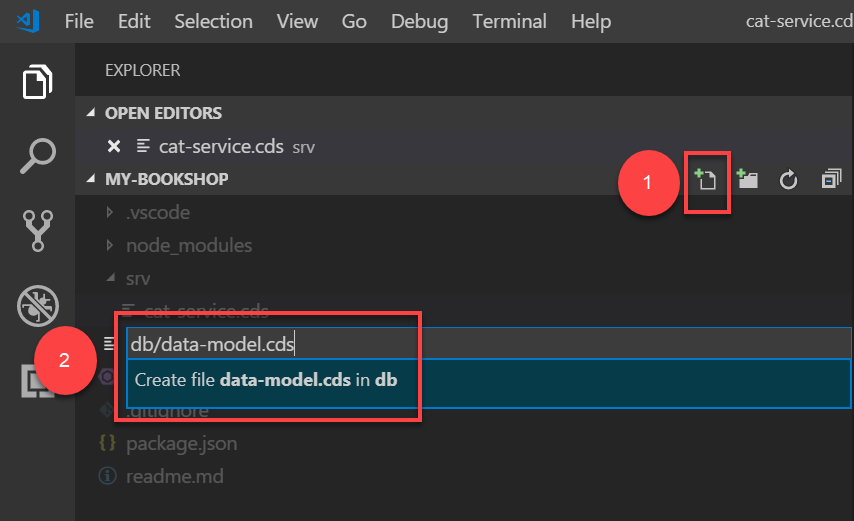 File Edit Selection View Go Debug Terminal Help cat-service.cd
EXPLORER
OPEN EDITORS
cat-service.cds srv
MY-BOOKSHOP
1
.vscode
node_modules
srv
cat-service.cds
db/data-model.cds
2
Create file data-model.cds in db
.gitignore
package.json
readme.md